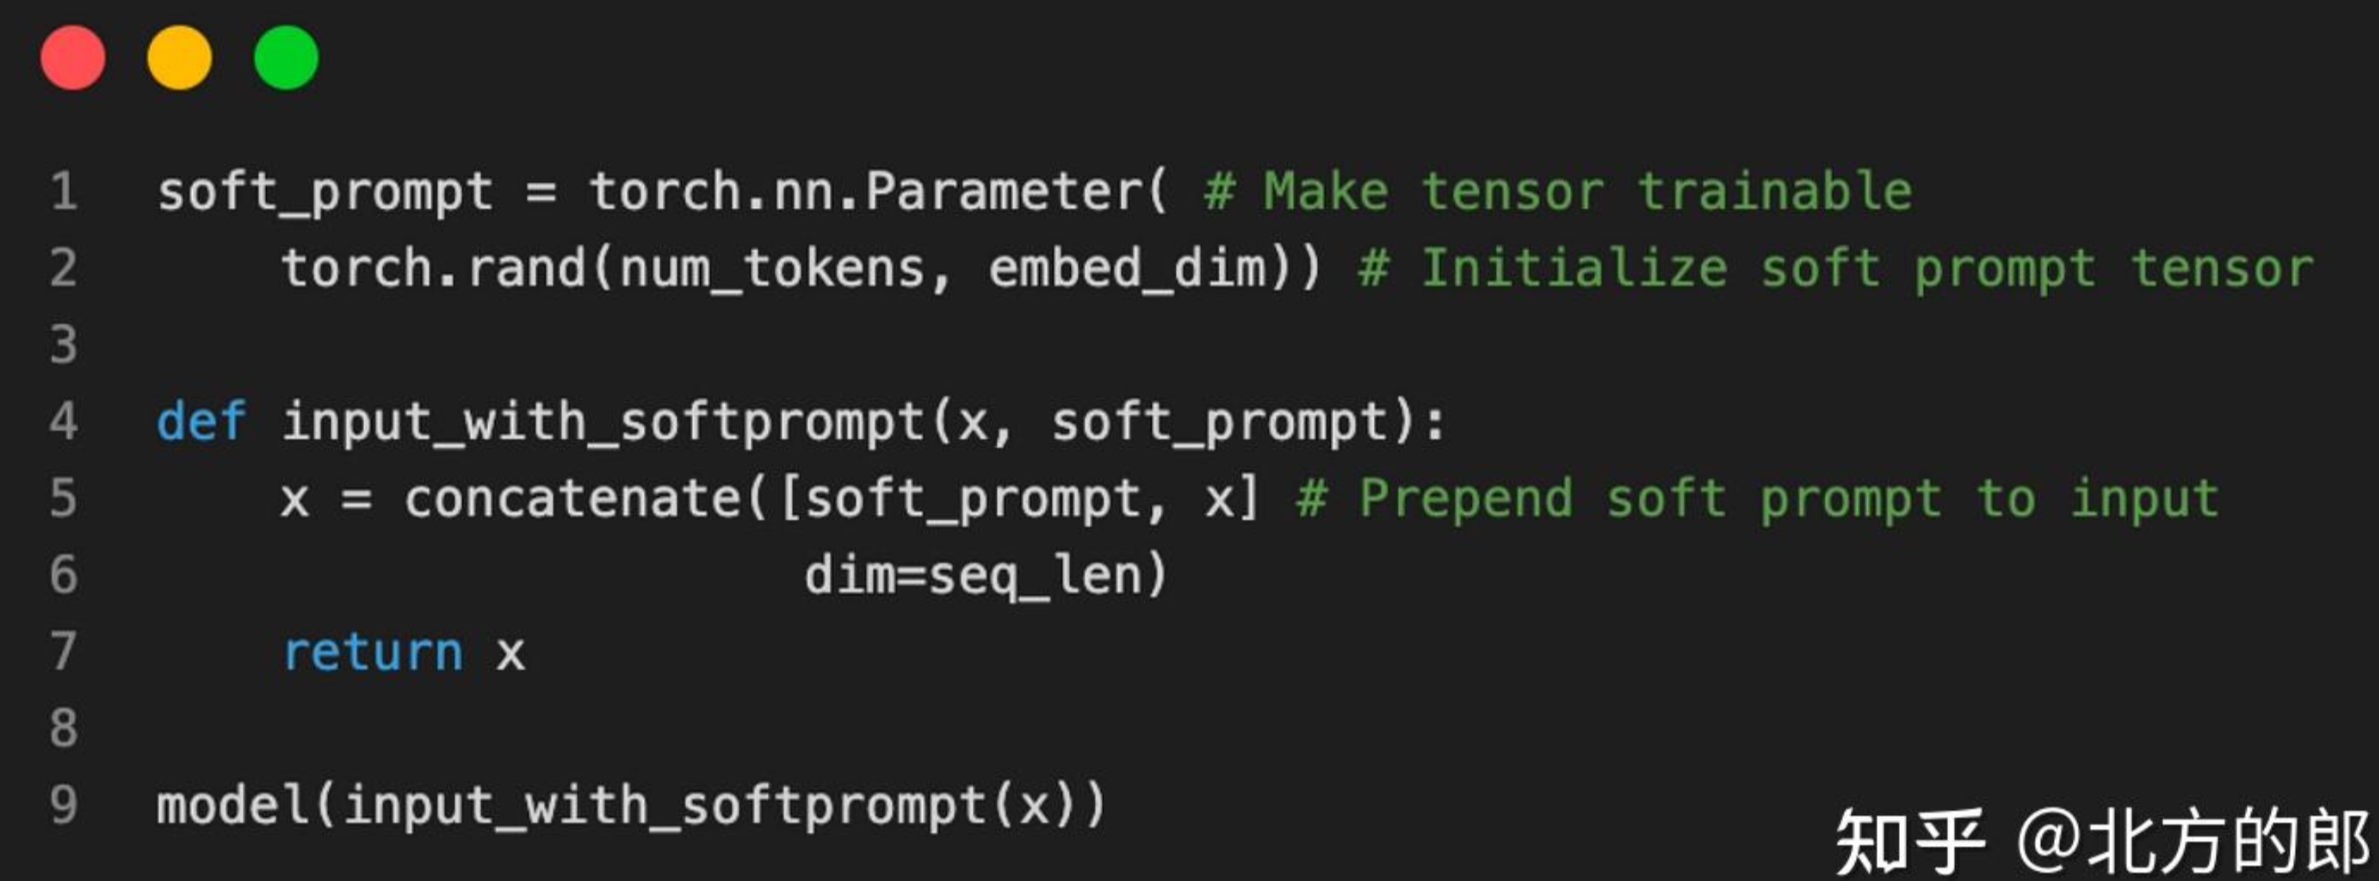 1 soft_prompt = torch.nn.Parameter( # Make tensor trainable
2     torch.rand(num_tokens, embed_dim)) # Initialize soft prompt tensor
3
4 def input_with_softprompt(x, soft_prompt):
5     x = concatenate([soft_prompt, x] # Prepend soft prompt to input
6                      dim=seq_len)
7     return x
8
9 model(input_with_softprompt(x))
知乎 @北方的郎